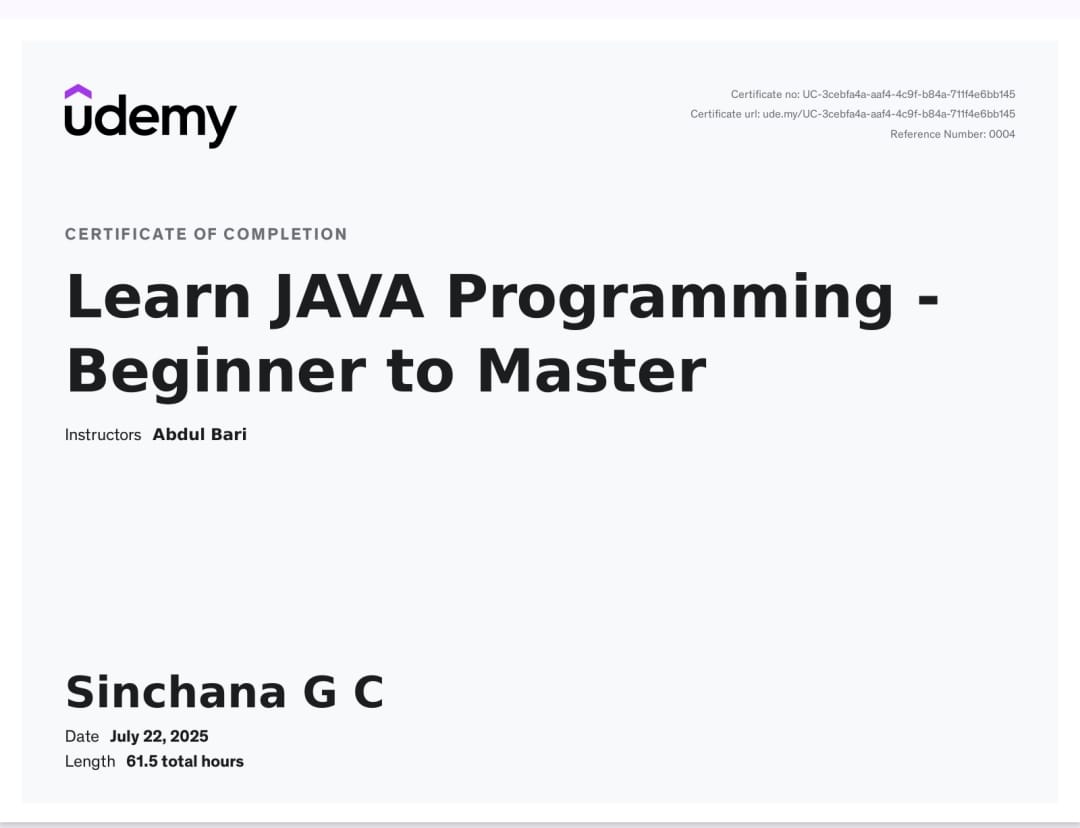 udemy
Certificate no: UC-3cebfa4a-aaf4-4c9f-b84a-711f4e6bb145
Certificate url: ude.my/UC-3cebfa4a-aaf4-4c9f-b84a-711f4e6bb145
Reference Number: 0004
CERTIFICATE OF COMPLETION
Learn JAVA Programming -
Beginner to Master
Instructors Abdul Bari
Sinchana G C
Date July 22, 2025
Length 61.5 total hours